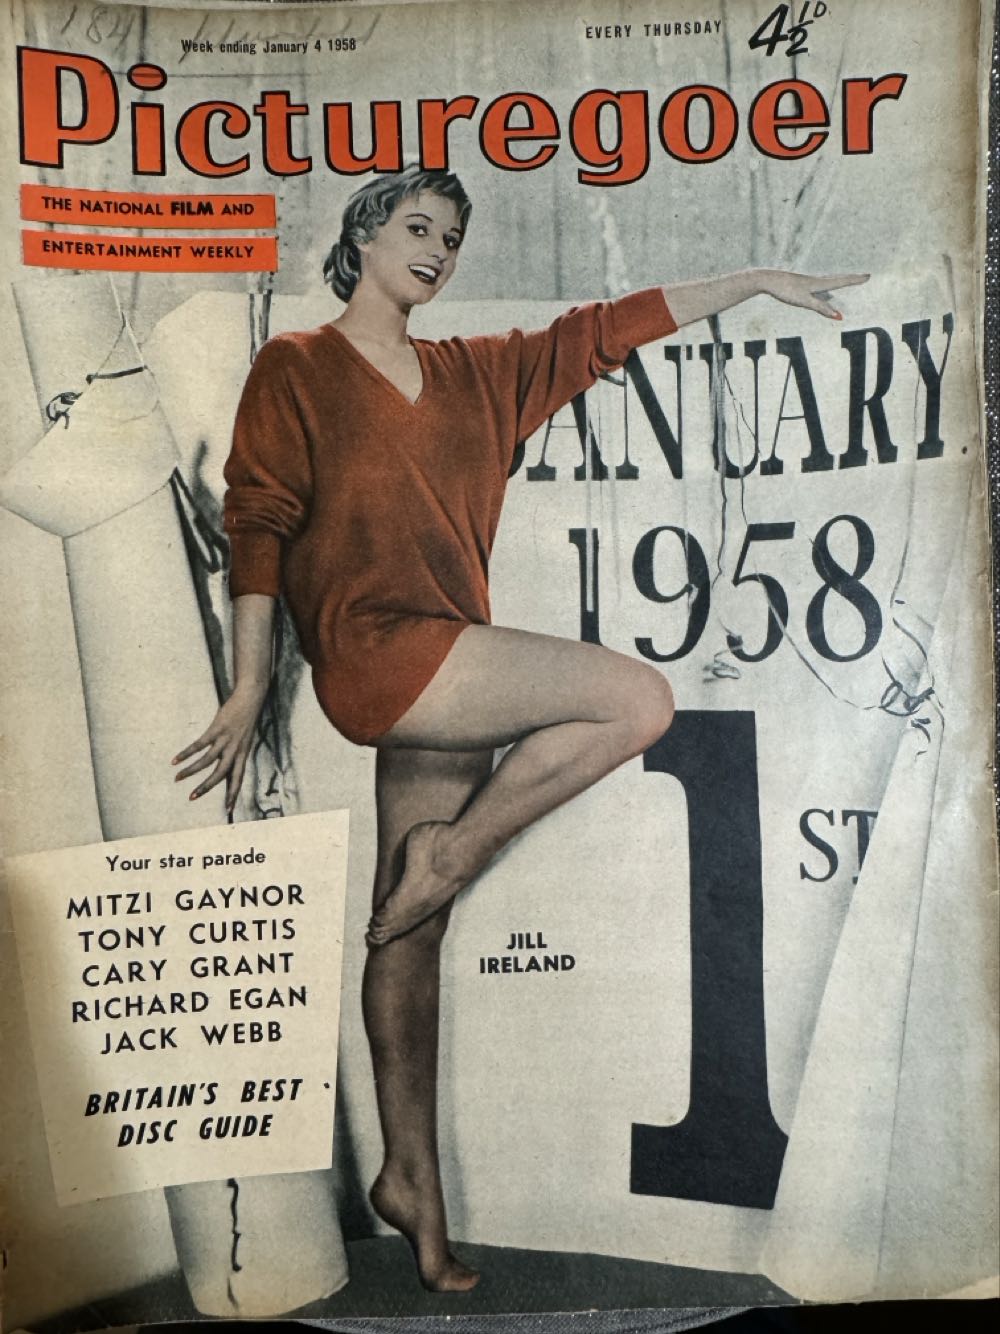 Week ending January 4 1958
EVERY THURSDAY
4½D
Picturegoer
THE NATIONAL FILM AND
ENTERTAINMENT WEEKLY
JANUARY
1958
1
ST
Your star parade
MITZI GAYNOR
TONY CURTIS
CARY GRANT
RICHARD EGAN
JACK WEBB
BRITAIN'S BEST
DISC GUIDE
JILL
IRELAND